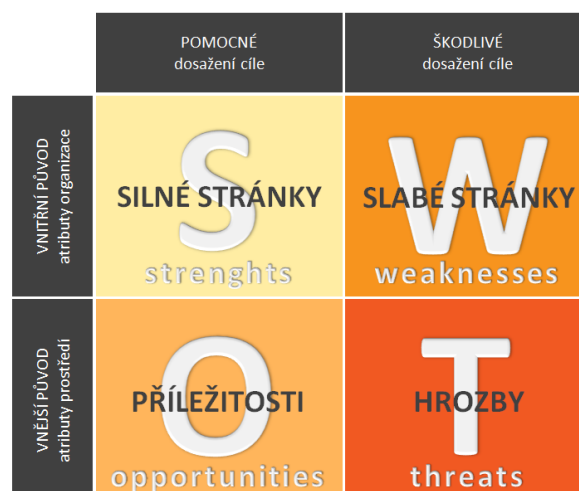 POMOCNÉ
dosažení cíle
ŠKODLIVÉ
dosažení cíle
VNITŘNÍ PŮVOD
atributy organizace
S
SILNÉ STRÁNKY
strenghts
W
SLABÉ STRÁNKY
weaknesses
VNĚJŠÍ PŮVOD
atributy prostředí
O
PŘÍLEŽITOSTI
opportunities
T
HROZBY
threats